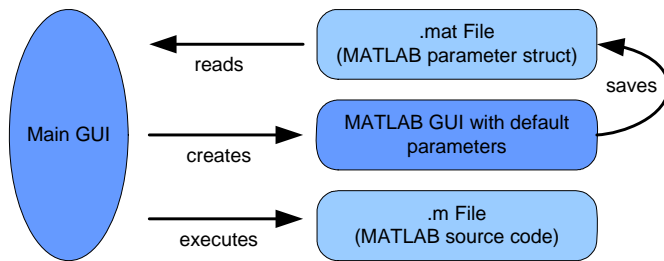 .mat File
(MATLAB parameter struct)
reads
saves
Main GUI
MATLAB GUI with default
parameters
creates
.m File
(MATLAB source code)
executes